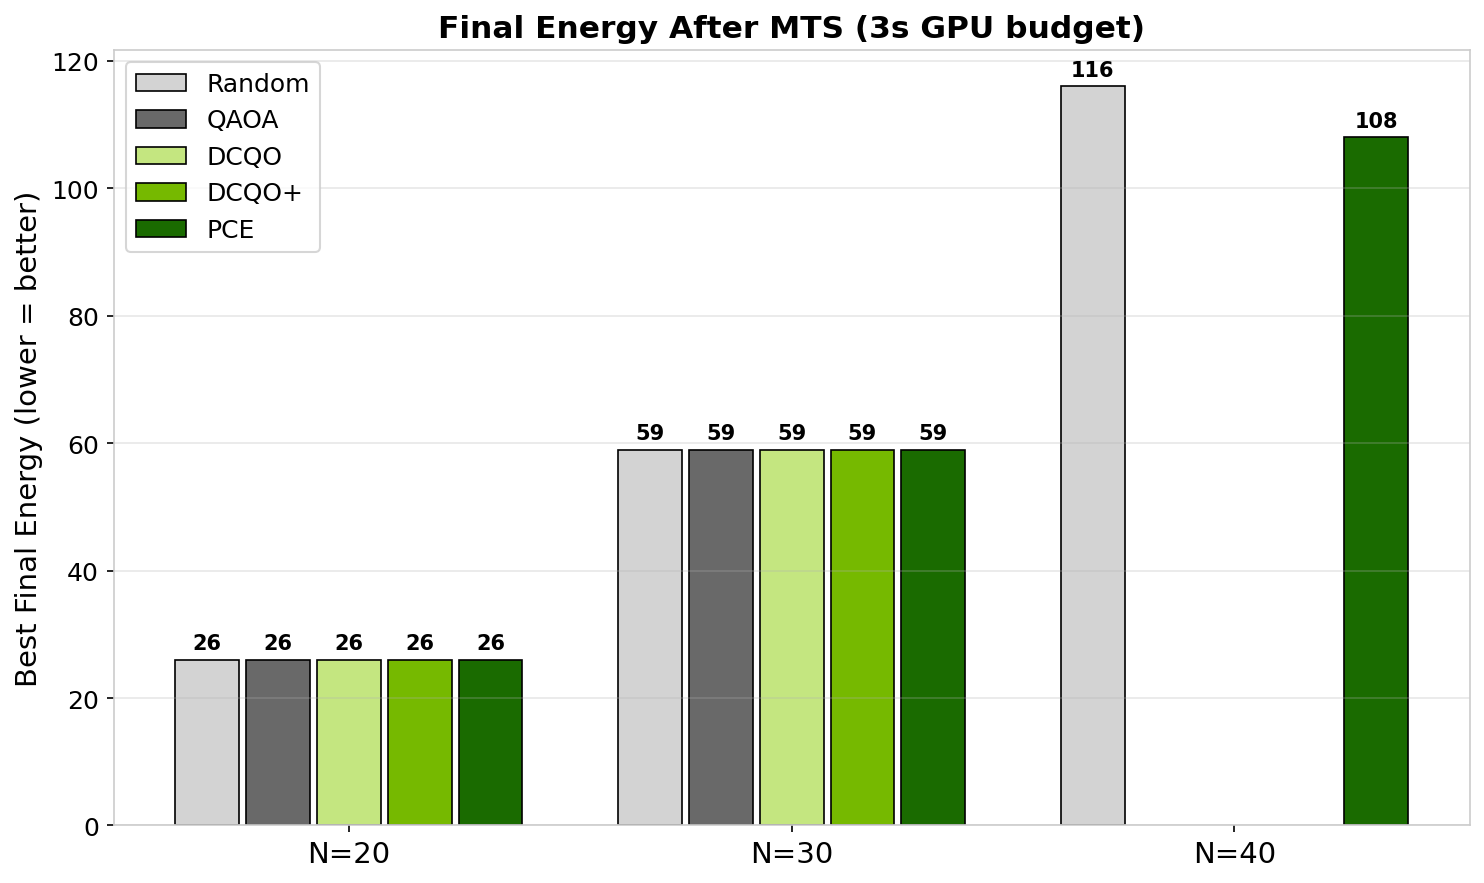 Final Energy After MTS (3s GPU budget)
Best Final Energy (lower = better)
120
100
80
60
40
20
0
Random
QAOA
DCQO
DCQO+
PCE
26 26 26 26 26
59 59 59 59 59
116
108
N=20 N=30 N=40